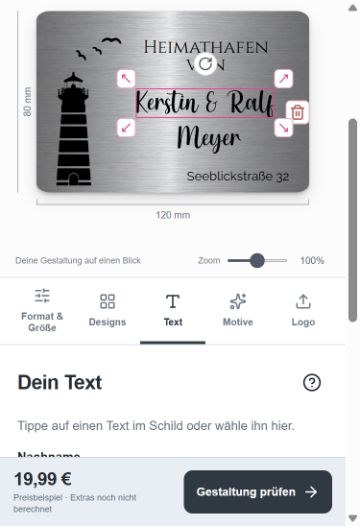 HEIMATHAFEN
VON
Kerstin & Ralf
Meyer
Seeblickstraße 32
80 mm
120 mm
Deine Gestaltung auf einen Blick
Zoom
100%
Format & Größe
Designs
Text
Motive
Logo
Dein Text
Tippe auf einen Text im Schild oder wähle ihn hier.
Nachname
19,99 €
Preisbeispiel · Extras noch nicht
berechnet
Gestaltung prüfen